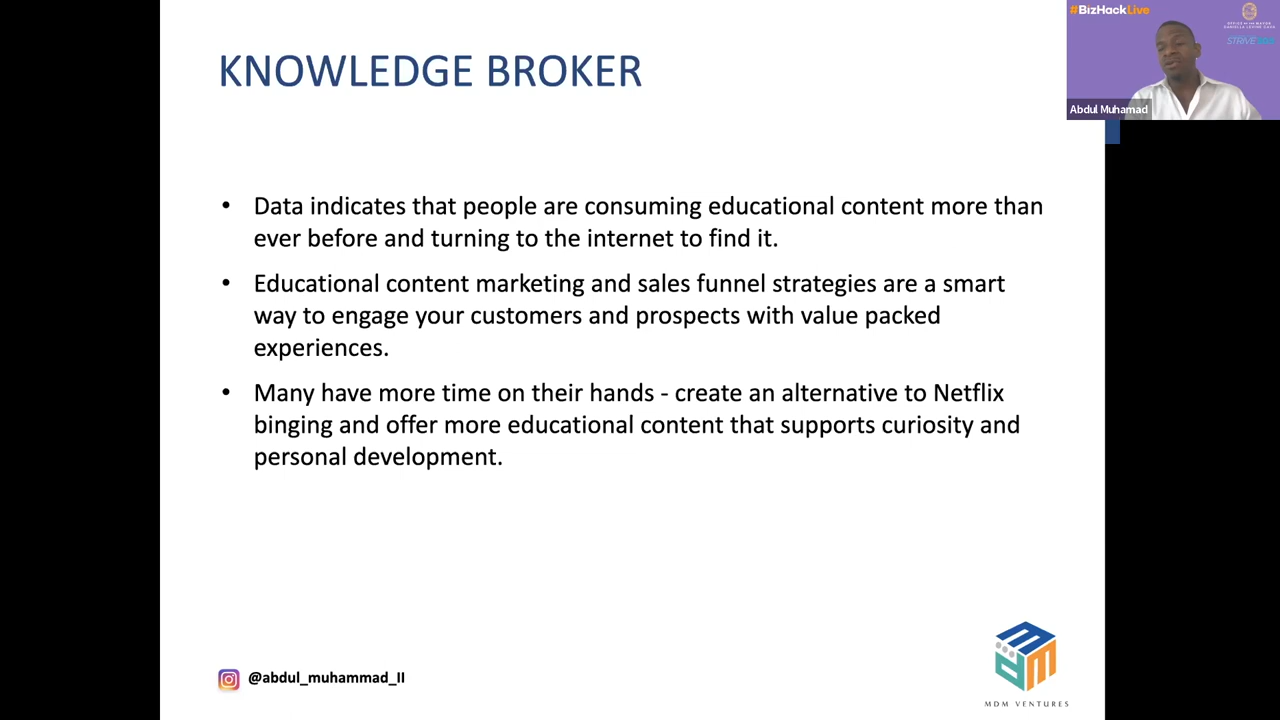 KNOWLEDGE BROKER
#BizHackLive
Abdul Muhamad
• Data indicates that people are consuming educational content more than
ever before and turning to the internet to find it.
• Educational content marketing and sales funnel strategies are a smart
way to engage your customers and prospects with value packed
experiences.
• Many have more time on their hands - create an alternative to Netflix
binging and offer more educational content that supports curiosity and
personal development.
@abdul_muhammad_II
MDM VENTURES